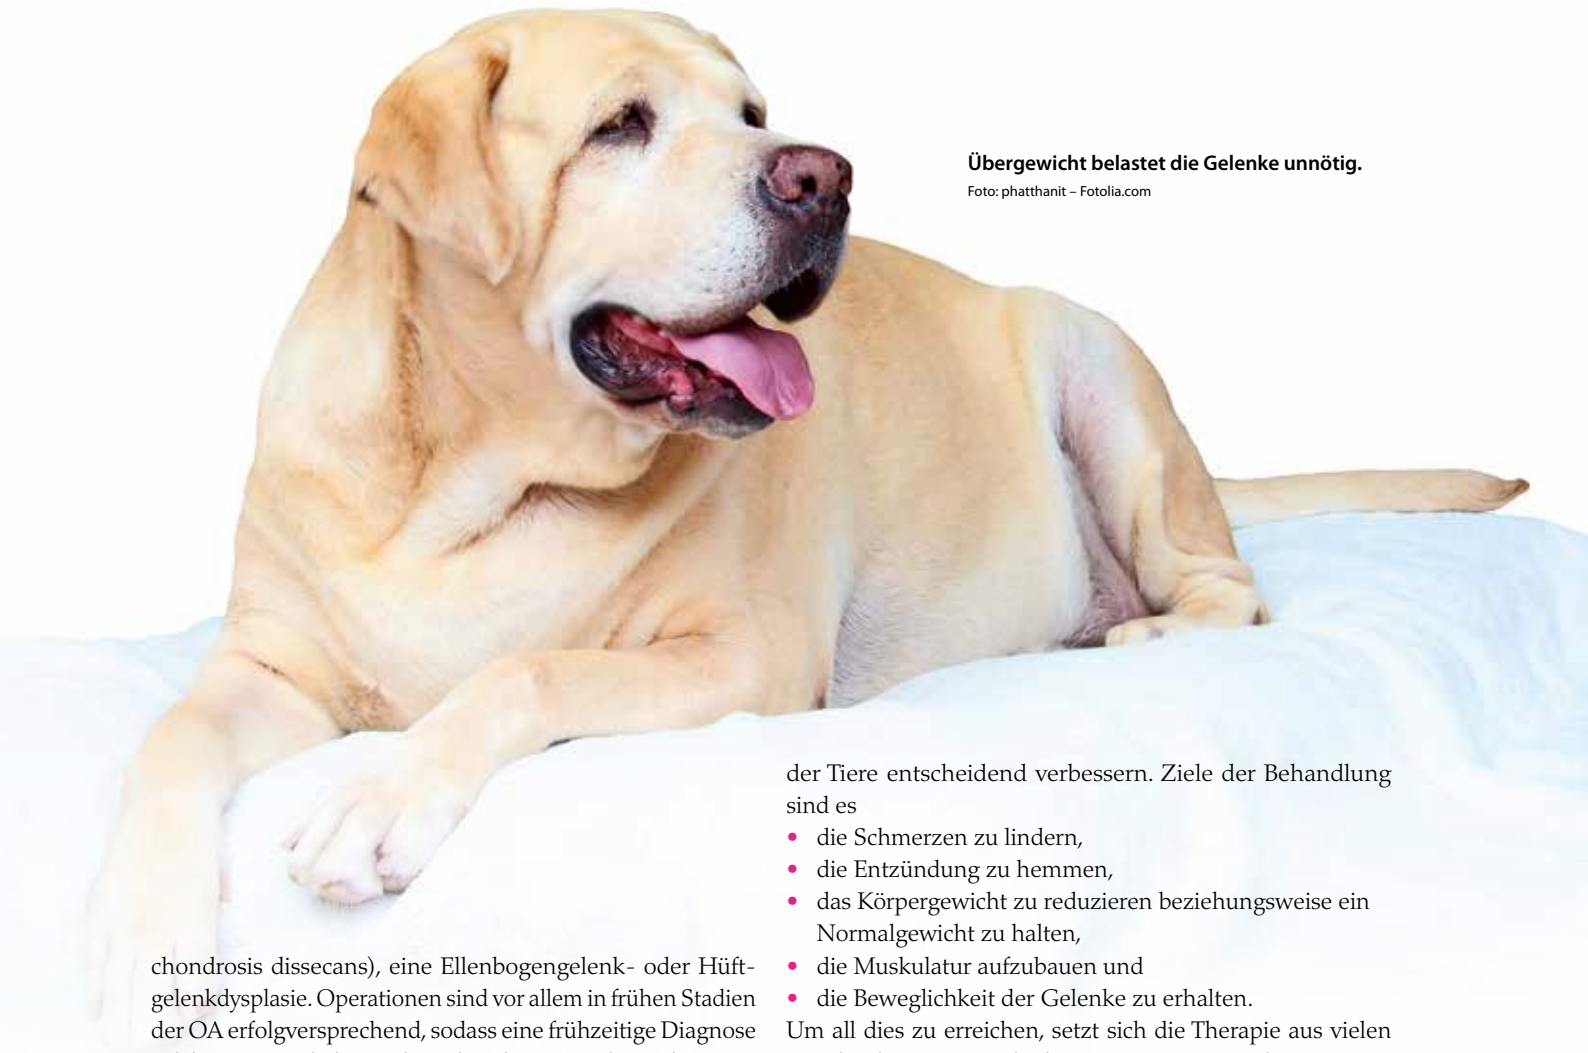 Übergewicht belastet die Gelenke unnötig.
Foto: phatthanit – Fotolia.com
chondrosis dissecans), eine Ellenbogengelenk- oder Hüft-
gelenkdysplasie. Operationen sind vor allem in frühen Stadien
der OA erfolgversprechend, sodass eine frühzeitige Diagnose
der Tiere entscheidend verbessern. Ziele der Behandlung
sind es
• die Schmerzen zu lindern,
• die Entzündung zu hemmen,
• das Körpergewicht zu reduzieren beziehungsweise ein
Normalgewicht zu halten,
• die Muskulatur aufzubauen und
• die Beweglichkeit der Gelenke zu erhalten.
Um all dies zu erreichen, setzt sich die Therapie aus vielen